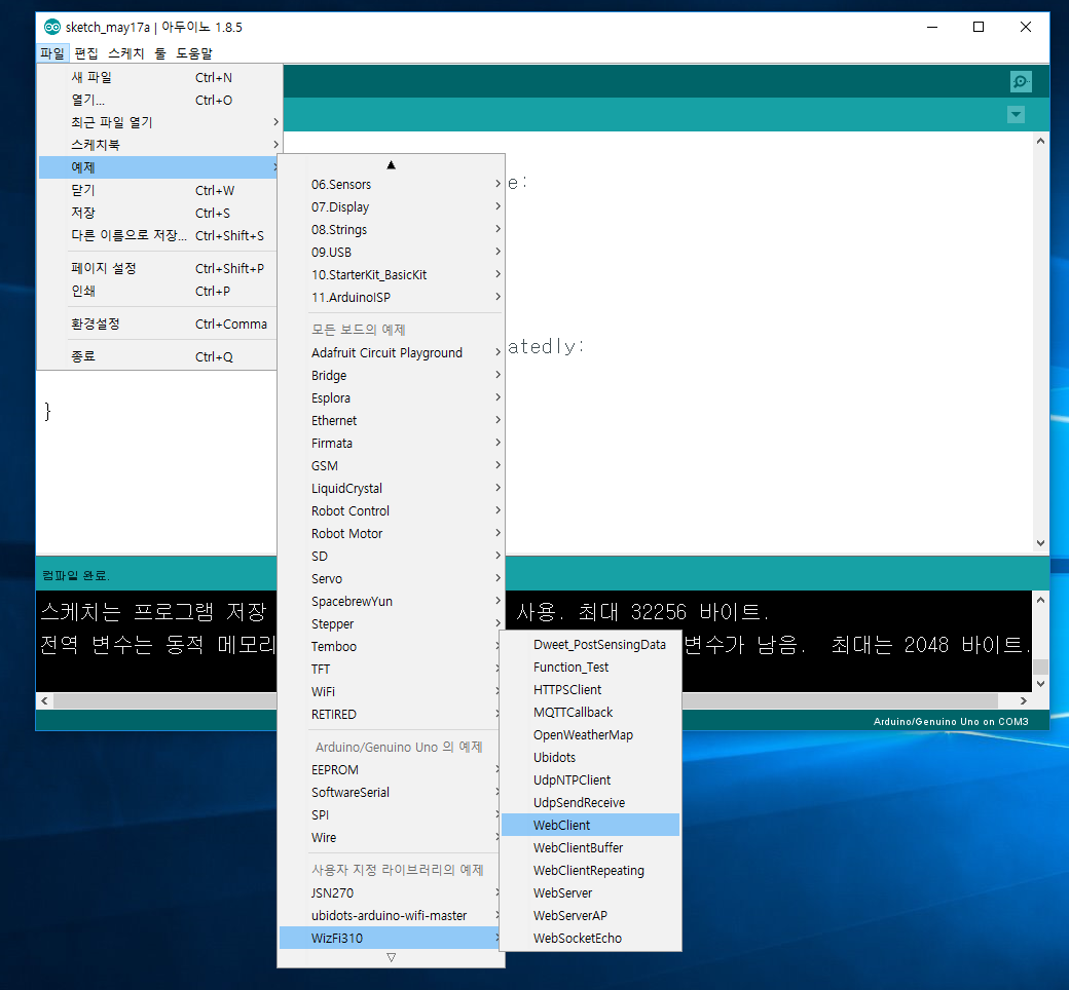 sketch_may17a | 아두이노 1.8.5
파일 편집 스케치 툴 도움말
새 파일 Ctrl+N
열기... Ctrl+O
최근 파일 열기
스케치북
예제
닫기 Ctrl+W
저장 Ctrl+S
다른 이름으로 저장... Ctrl+Shift+S
페이지 설정 Ctrl+Shift+P
인쇄 Ctrl+P
환경설정 Ctrl+Comma
종료 Ctrl+Q
06.Sensors
07.Display
08.Strings
09.USB
10.StarterKit_BasicKit
11.ArduinoISP
모든 보드의 예제
Adafruit Circuit Playground
Bridge
Esplora
Ethernet
Firmata
GSM
LiquidCrystal
Robot Control
Robot Motor
SD
Servo
SpacebrewYun
Stepper
Temboo
TFT
WiFi
RETIRED
Arduino/Genuino Uno 의 예제
EEPROM
SoftwareSerial
SPI
Wire
사용자 지정 라이브러리의 예제
JSN270
ubidots-arduino-wifi-master
WizFi310
Dweet_PostSensingData
Function_Test
HTTPSClient
MQTTCallback
OpenWeatherMap
Ubidots
UdpNTPClient
UdpSendReceive
WebClient
WebClientBuffer
WebClientRepeating
WebServer
WebServerAP
WebSocketEcho
e:
atedly:
}
컴파일 완료.
스케치는 프로그램 저장 사용. 최대 32256 바이트.
전역 변수는 동적 메모리 변수가 남음. 최대는 2048 바이트.
Arduino/Genuino Uno on COM3